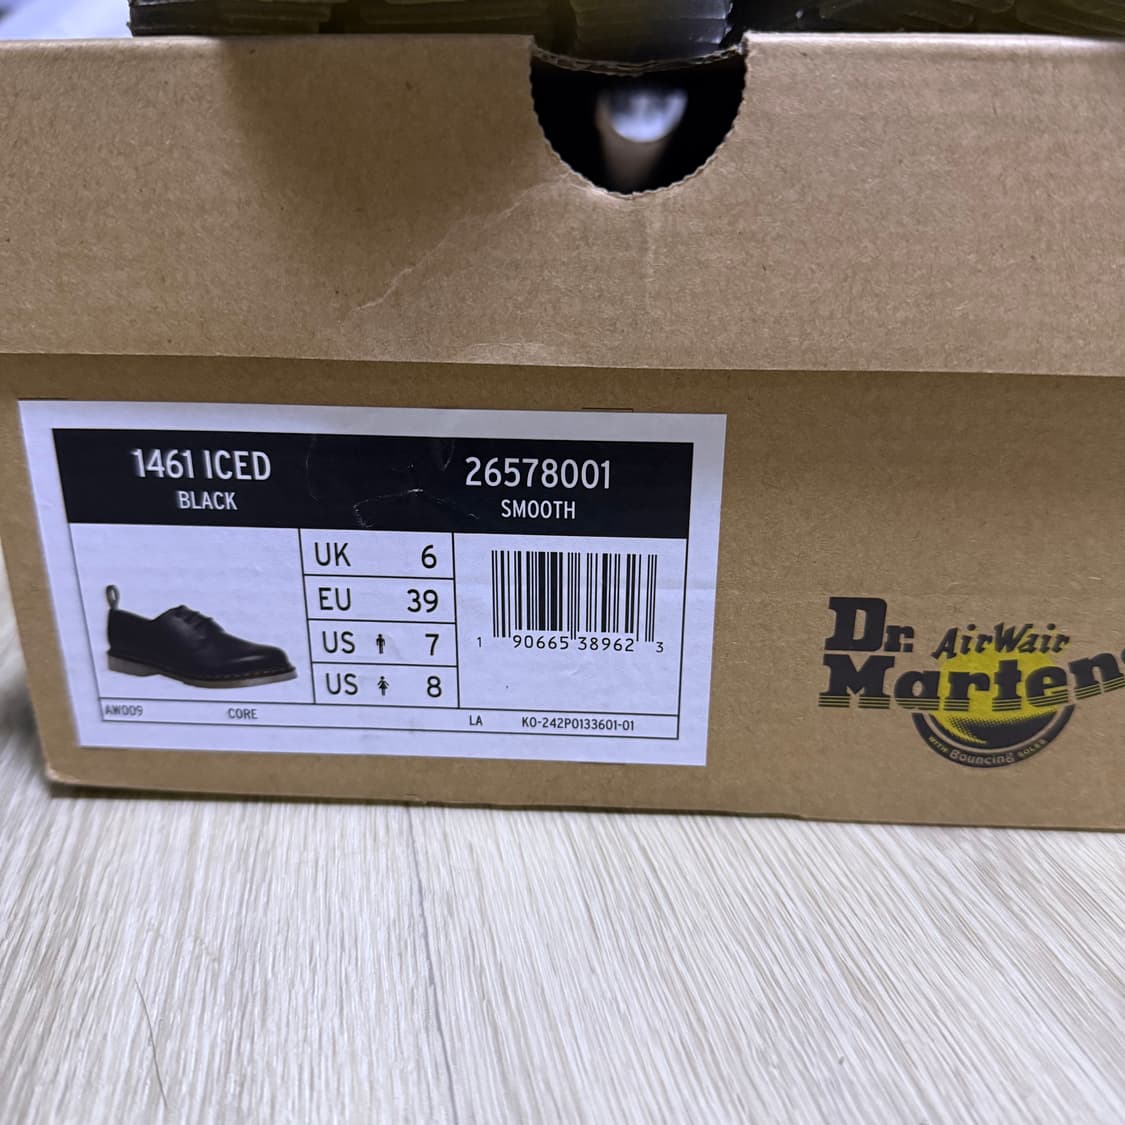 1461 ICED
BLACK
26578001
SMOOTH
UK 6
EU 39
US 7
US 8
1 90665 38962 3
AW009 CORE LA KO-242P0133601-01
Dr. AirWair
Martens
WITH Bouncing SOLES